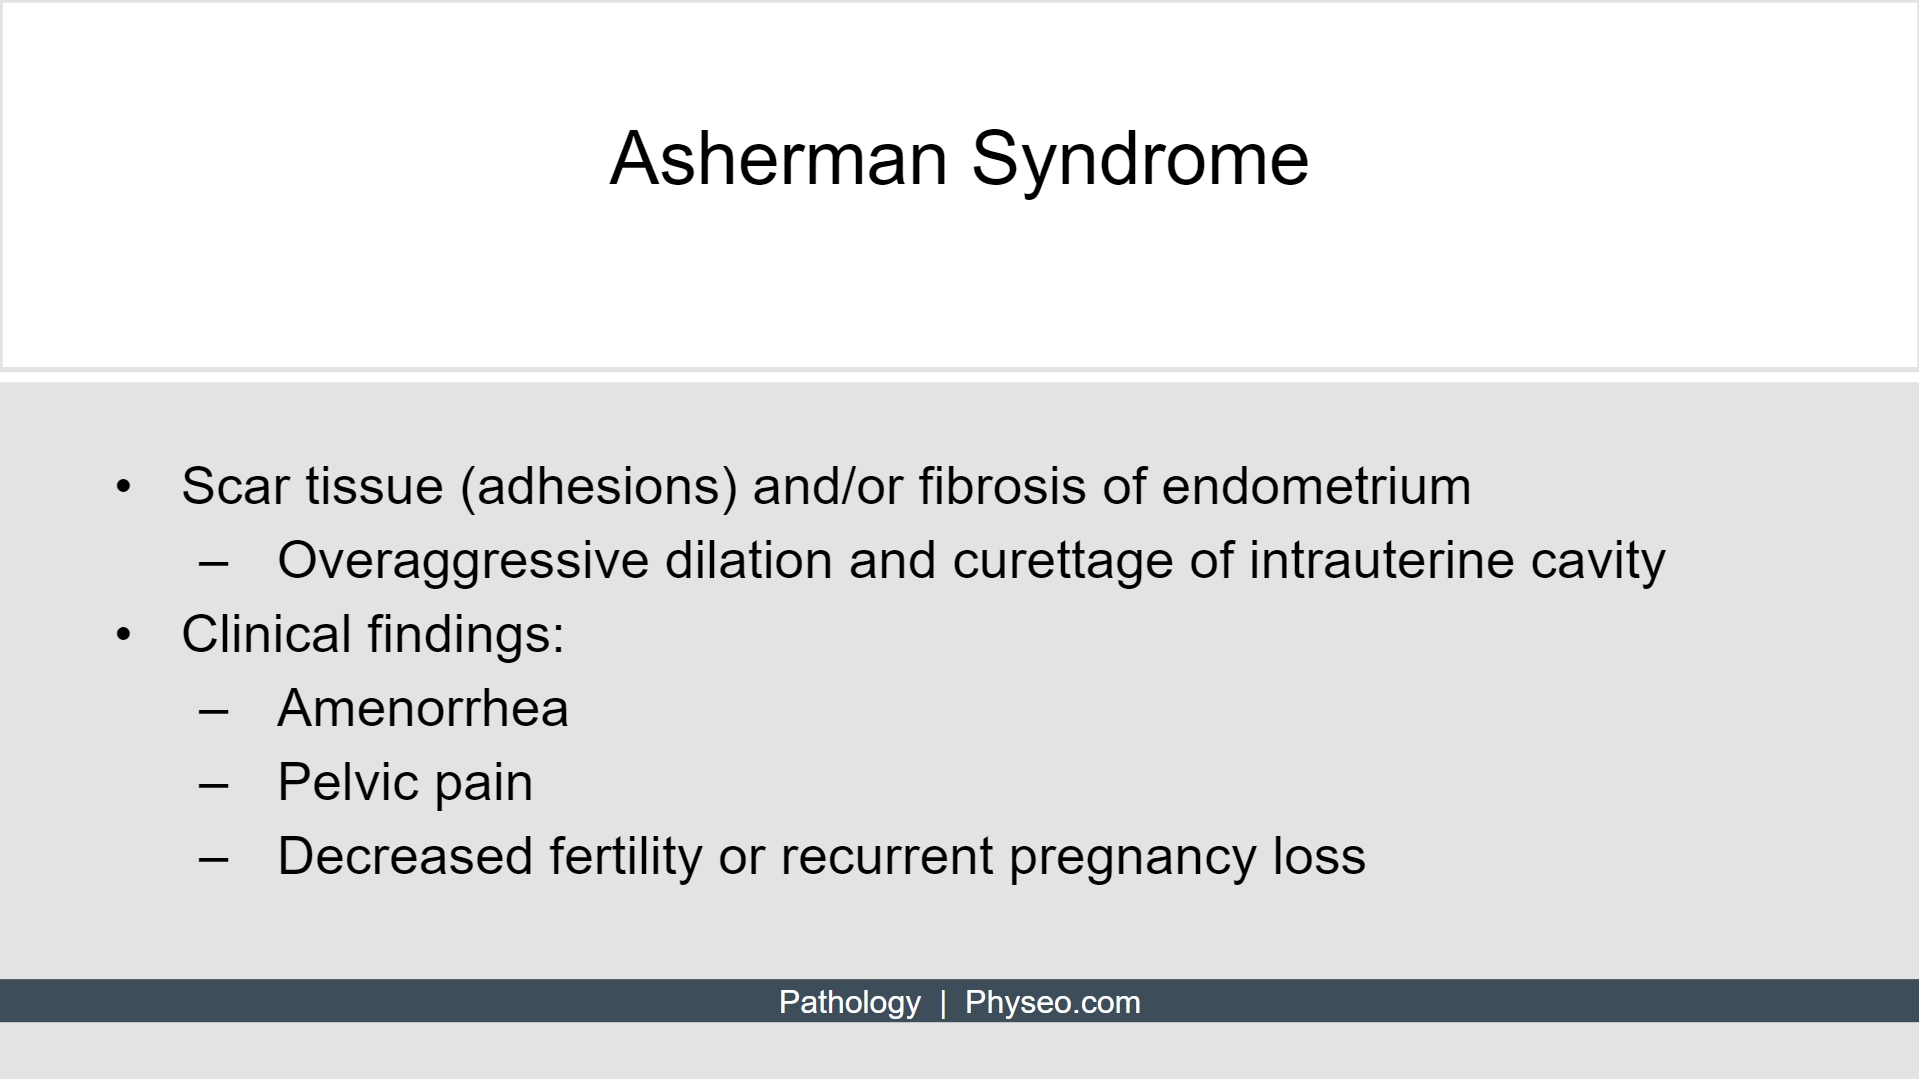 Asherman Syndrome
• Scar tissue (adhesions) and/or fibrosis of endometrium
– Overaggressive dilation and curettage of intrauterine cavity
• Clinical findings:
– Amenorrhea
– Pelvic pain
– Decreased fertility or recurrent pregnancy loss
Pathology | Physeo.com